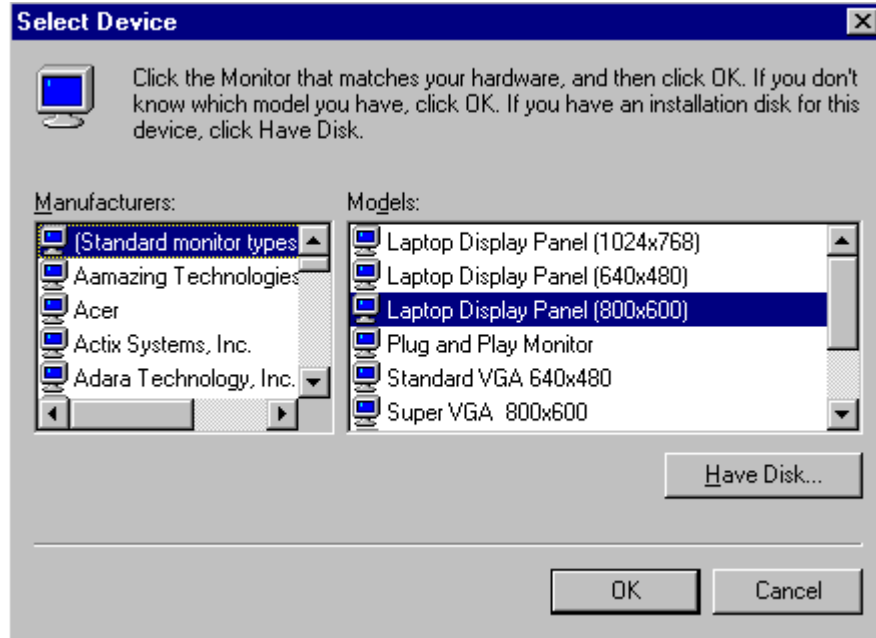 Select Device
Click the Monitor that matches your hardware, and then click OK. If you don't
know which model you have, click OK. If you have an installation disk for this
device, click Have Disk.
Manufacturers:
(Standard monitor types
Aamazing Technologies
Acer
Actix Systems, Inc.
Adara Technology, Inc.
Models:
Laptop Display Panel (1024x768)
Laptop Display Panel (640x480)
Laptop Display Panel (800x600)
Plug and Play Monitor
Standard VGA 640x480
Super VGA  800x600
Have Disk...
OK
Cancel